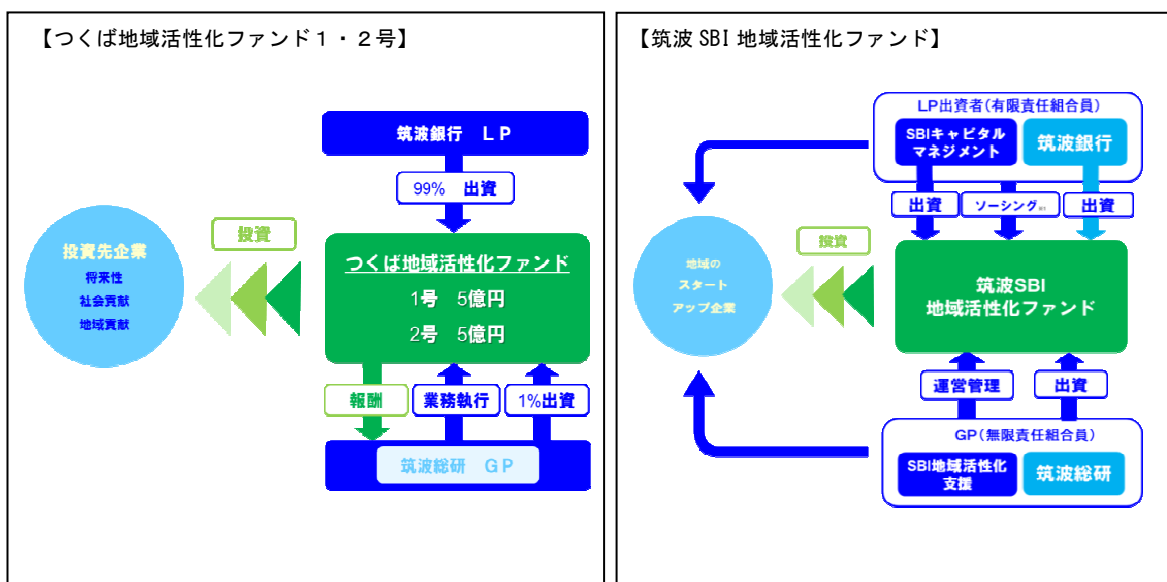 【つくば地域活性化ファンド１・２号】
筑波銀行　ＬＰ
99%　出資
投資
投資先企業
将来性
社会貢献
地域貢献
つくば地域活性化ファンド
1号　5億円
2号　5億円
報酬
業務執行
1%出資
筑波総研　ＧＰ
【筑波 SBI 地域活性化ファンド】
LP出資者(有限責任組合員)
SBIキャピタル
マネジメント
筑波銀行
出資
ソーシング
出資
投資
地域の
スタート
アップ企業
筑波SBI
地域活性化ファンド
運営管理
出資
GP(無限責任組合員)
SBI地域活性化
支援
筑波総研